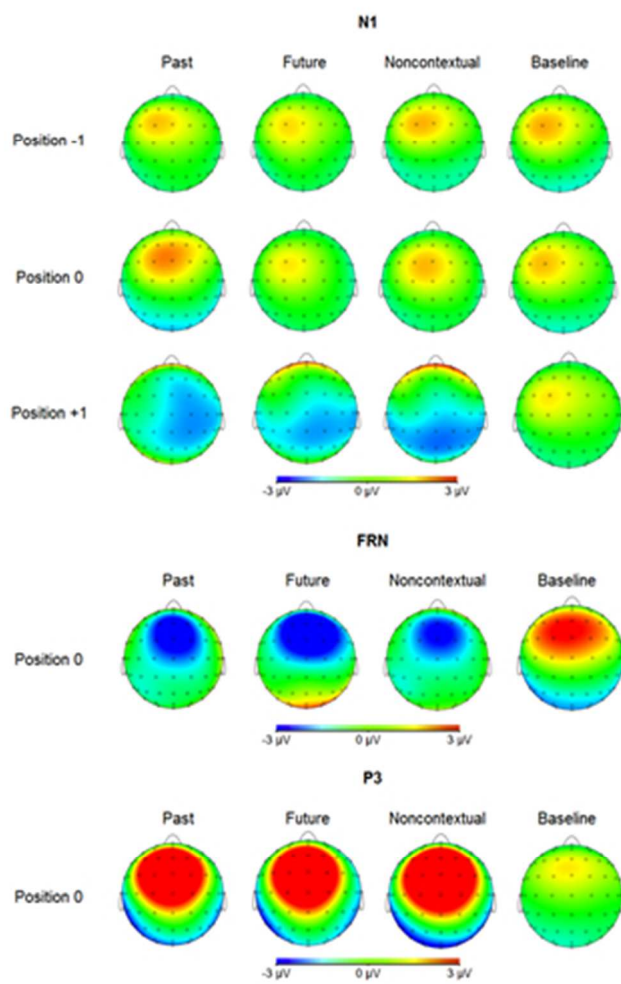 N1
Past Future Noncontextual Baseline
Position -1
Position 0
Position +1
-3 µV 0 µV 3 µV
FRN
Past Future Noncontextual Baseline
Position 0
-3 µV 0 µV 3 µV
P3
Past Future Noncontextual Baseline
Position 0
-3 µV 0 µV 3 µV